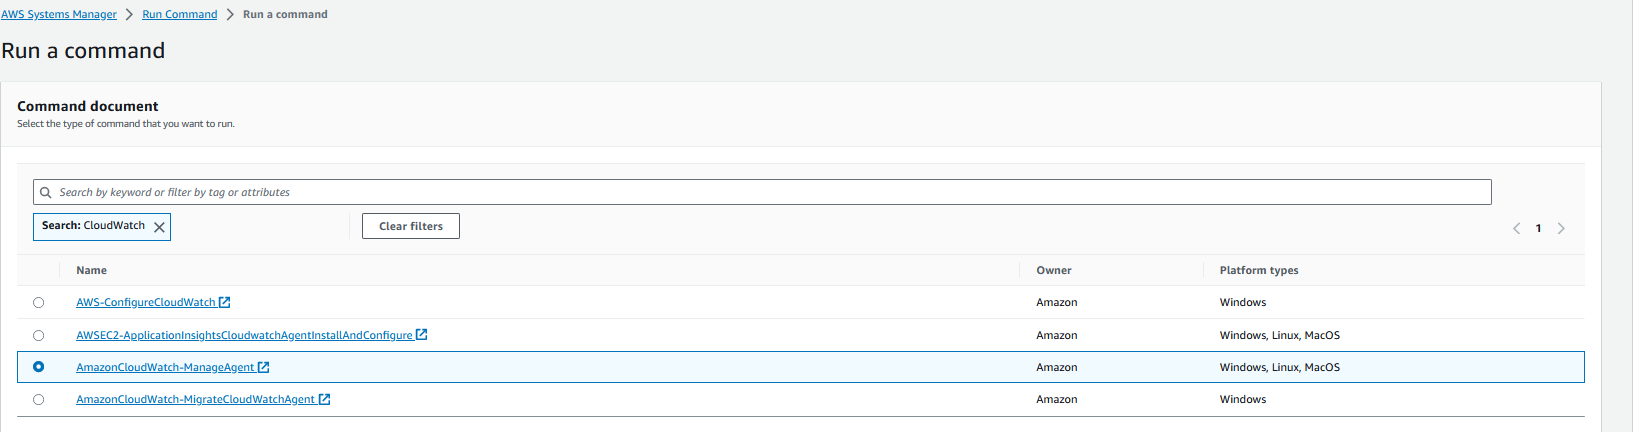 AWS Systems Manager > Run Command > Run a command
Run a command
Command document
Select the type of command that you want to run.
Search by keyword or filter by tag or attributes
Search: CloudWatch
Clear filters
1
Name Owner Platform types
AWS-ConfigureCloudWatch Amazon Windows
AWSEC2-ApplicationInsightsCloudwatchAgentInstallAndConfigure Amazon Windows, Linux, MacOS
AmazonCloudWatch-ManageAgent Amazon Windows, Linux, MacOS
AmazonCloudWatch-MigrateCloudWatchAgent Amazon Windows